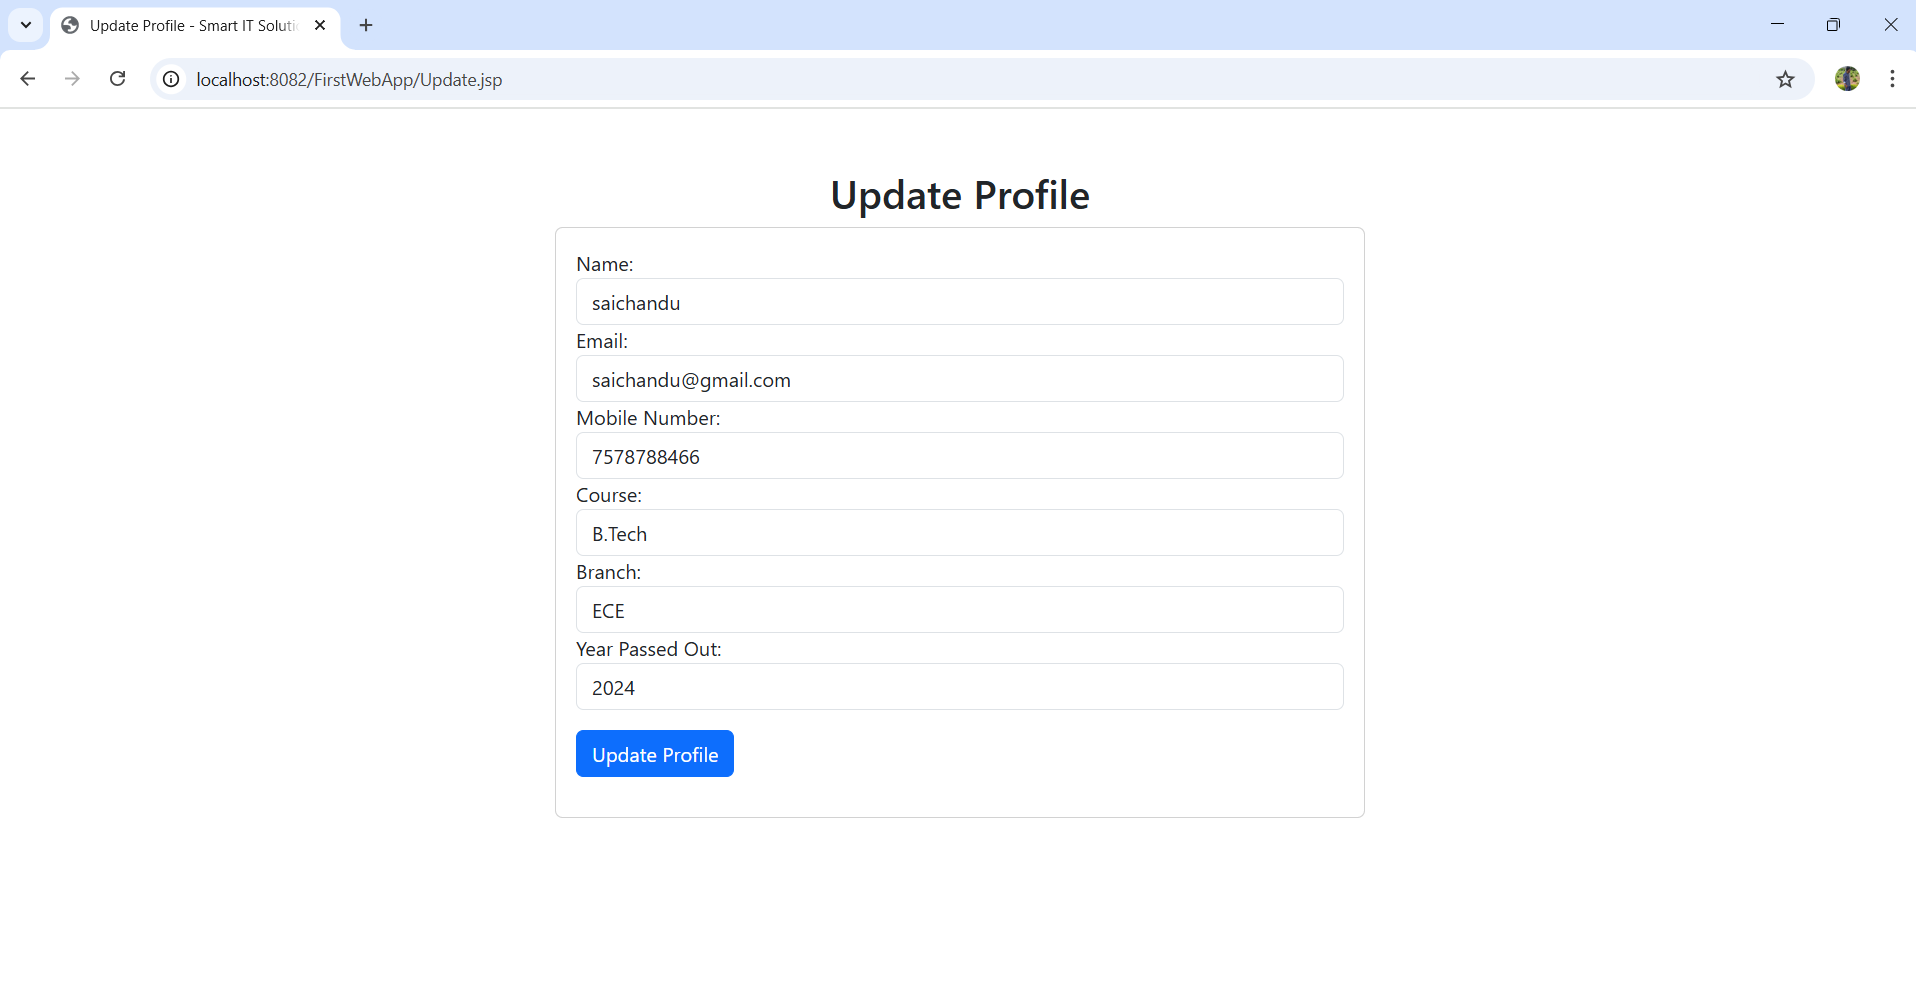 Update Profile - Smart IT Soluti
localhost:8082/FirstWebApp/Update.jsp
Update Profile
Name:
saichandu
Email:
saichandu@gmail.com
Mobile Number:
7578788466
Course:
B.Tech
Branch:
ECE
Year Passed Out:
2024
Update Profile